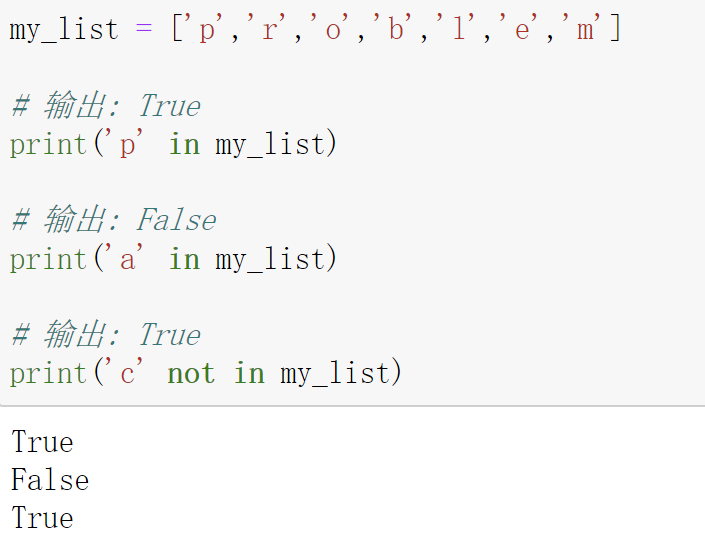 my_list = ['p','r','o','b','l','e','m']
# 输出: True
print('p' in my_list)
# 输出: False
print('a' in my_list)
# 输出: True
print('c' not in my_list)
True
False
True